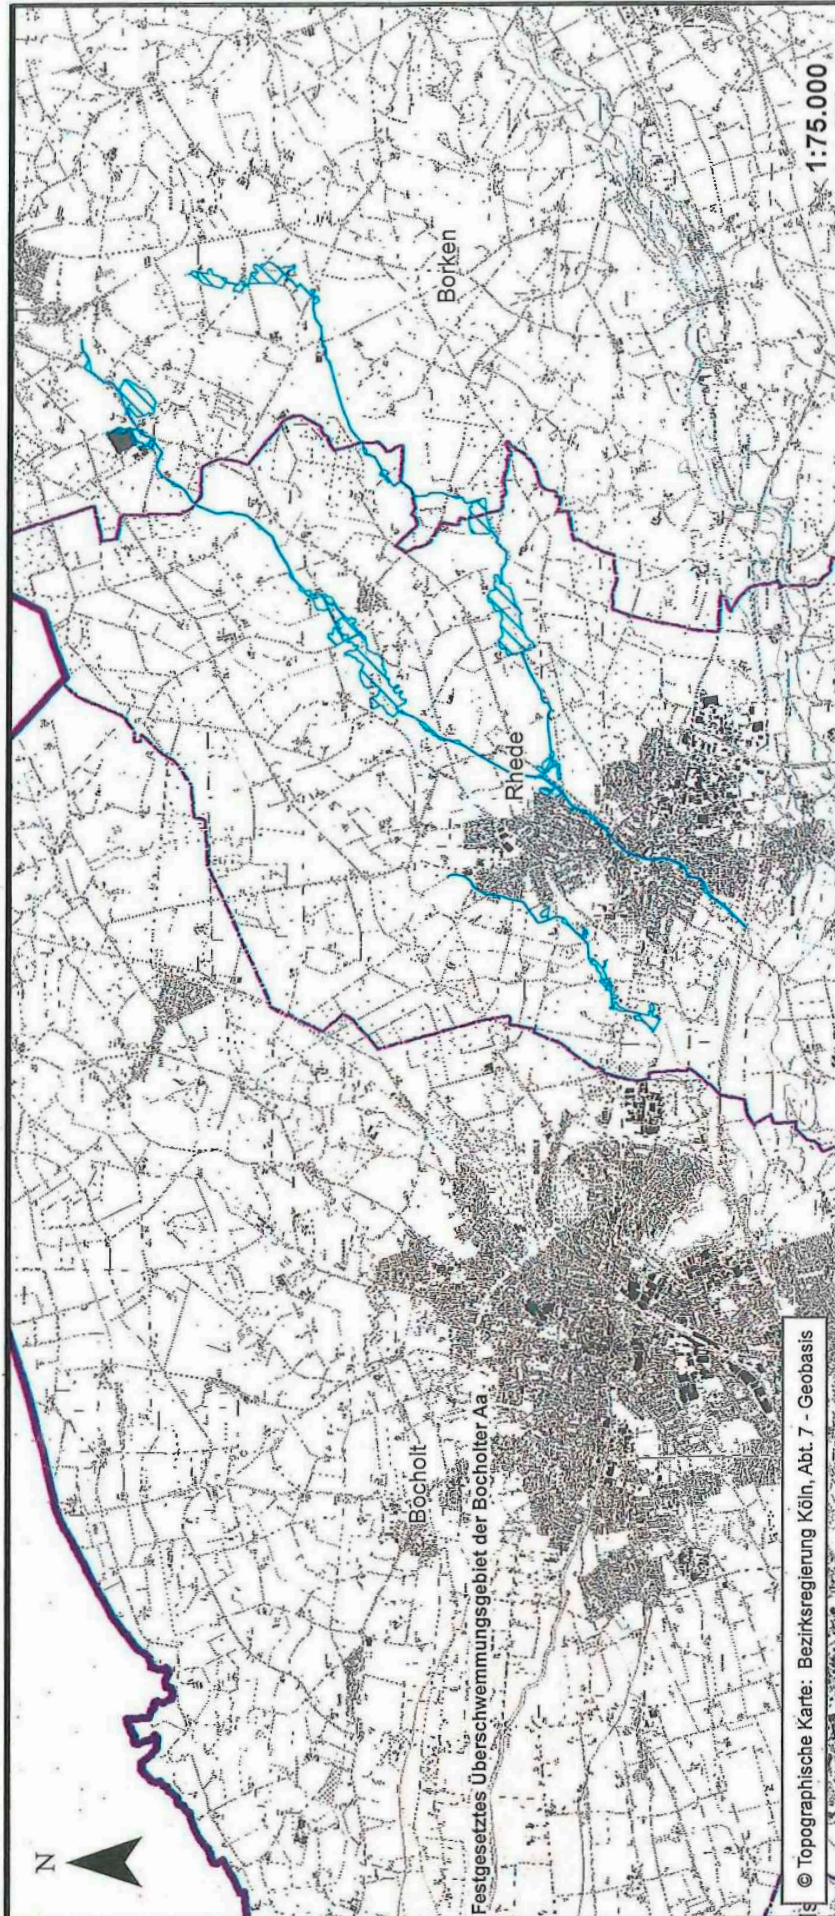 N
Borken
Rhede
Bocholt
Festgesetztes Überschwemmungsgebiet der Bocholter Aa
1:75.000
© Topographische Karte: Bezirksregierung Köln, Abt. 7 - Geobasis